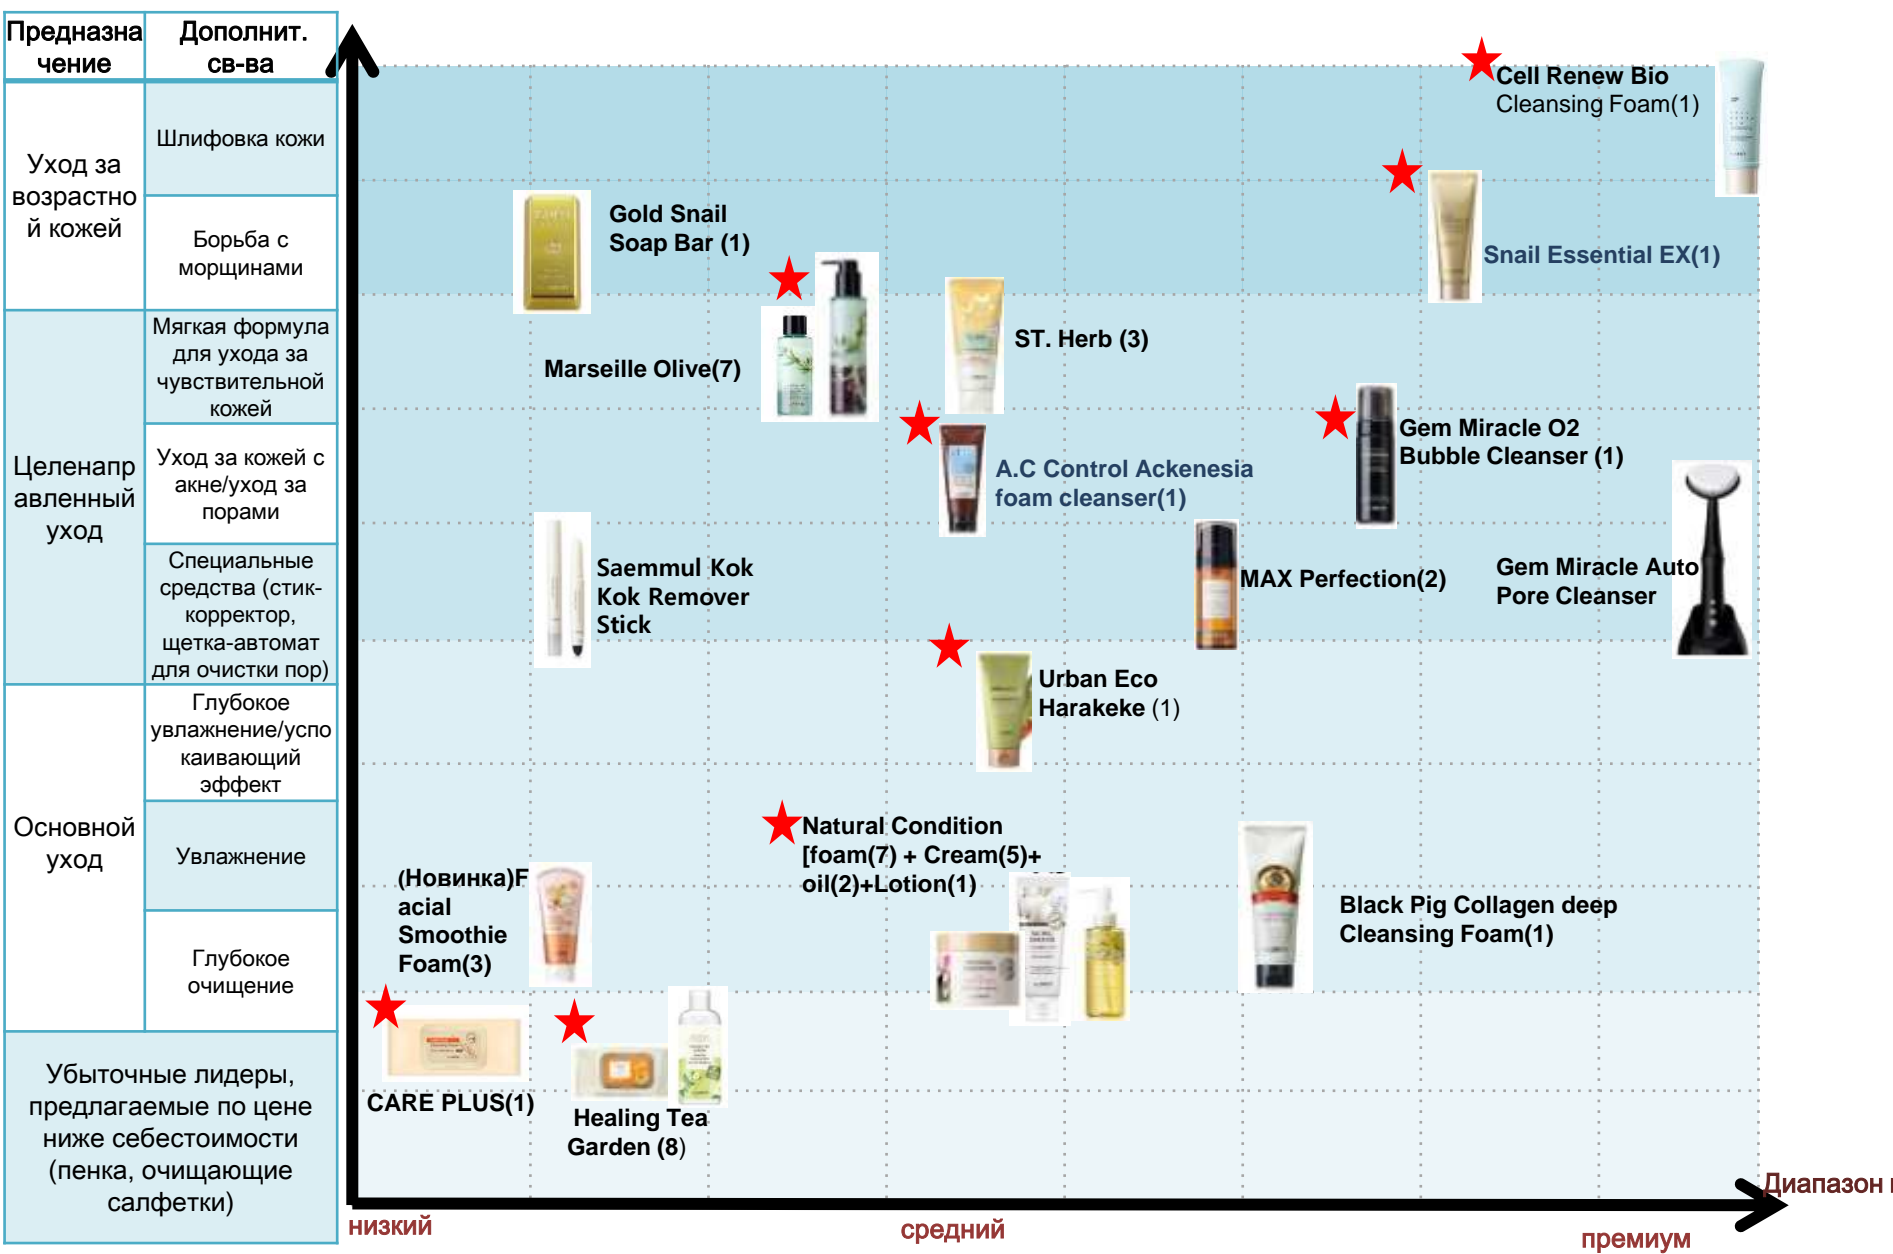 Предназна
чение
Дополнит.
св-ва
Уход за
возрастно
й кожей
Шлифовка кожи
Борьба с
морщинами
Целенапр
авленный
уход
Мягкая формула
для ухода за
чувствительной
кожей
Уход за кожей с
акне/уход за
порами
Специальные
средства (стик-
корректор,
щетка-автомат
для очистки пор)
Основной
уход
Глубокое
увлажнение/успо
каивающий
эффект
Увлажнение
Глубокое
очищение
Убыточные лидеры,
предлагаемые по цене
ниже себестоимости
(пенка, очищающие
салфетки)
Cell Renew Bio
Cleansing Foam(1)
Gold Snail
Soap Bar (1)
Snail Essential EX(1)
Marseille Olive(7)
ST. Herb (3)
A.C Control Ackenesia
foam cleanser(1)
Gem Miracle O2
Bubble Cleanser (1)
Saemmul Kok
Kok Remover
Stick
MAX Perfection(2)
Gem Miracle Auto
Pore Cleanser
Urban Eco
Harakeke (1)
Natural Condition
[foam(7) + Cream(5)+
oil(2)+Lotion(1)
(Новинка)F
acial
Smoothie
Foam(3)
Black Pig Collagen deep
Cleansing Foam(1)
CARE PLUS(1)
Healing Tea
Garden (8)
Диапазон
низкий
средний
премиум